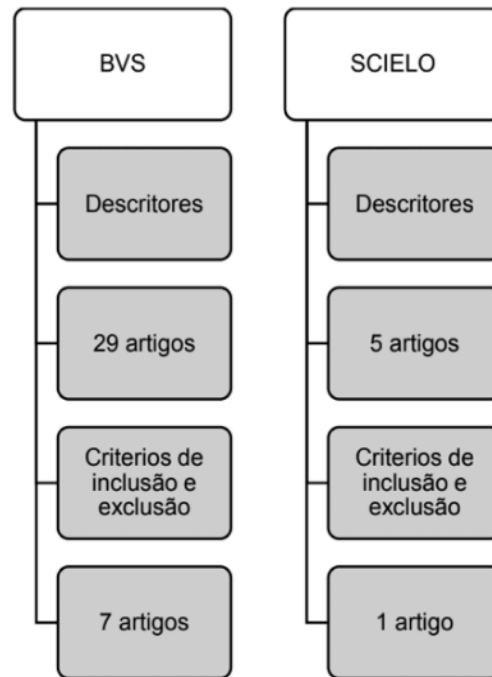 BVS
Descritores
29 artigos
Criterios de
inclusão e
exclusão
7 artigos
SCIELO
Descritores
5 artigos
Criterios de
inclusão e
exclusão
1 artigo